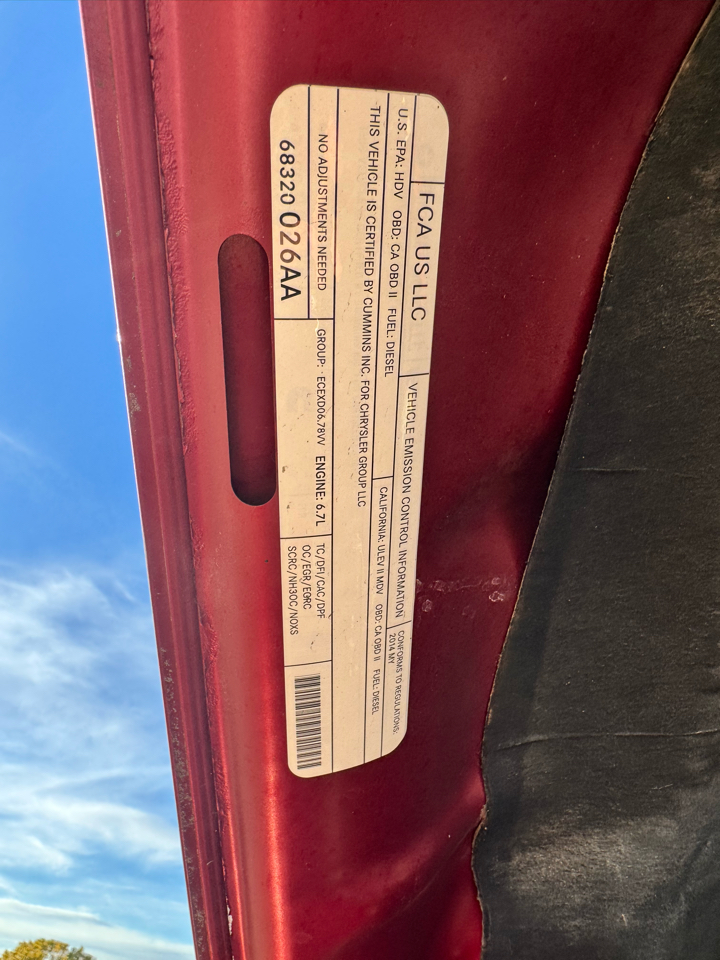 FCA US LLC
VEHICLE EMISSION CONTROL INFORMATION
CONFORMS TO REGULATIONS:
2014 MY
U.S. EPA: HDV OBD: CA OBD II FUEL: DIESEL
CALIFORNIA: ULEV II MDV OBD: CA OBD II FUEL: DIESEL
THIS VEHICLE IS CERTIFIED BY CUMMINS INC. FOR CHRYSLER GROUP LLC
NO ADJUSTMENTS NEEDED
68320026AA
GROUP: ECEXD06.78VV ENGINE: 6.7L
TC/DFI/CAC/DPF
OC/EGR/EGRC
SCRC/NH3OC/NOXS